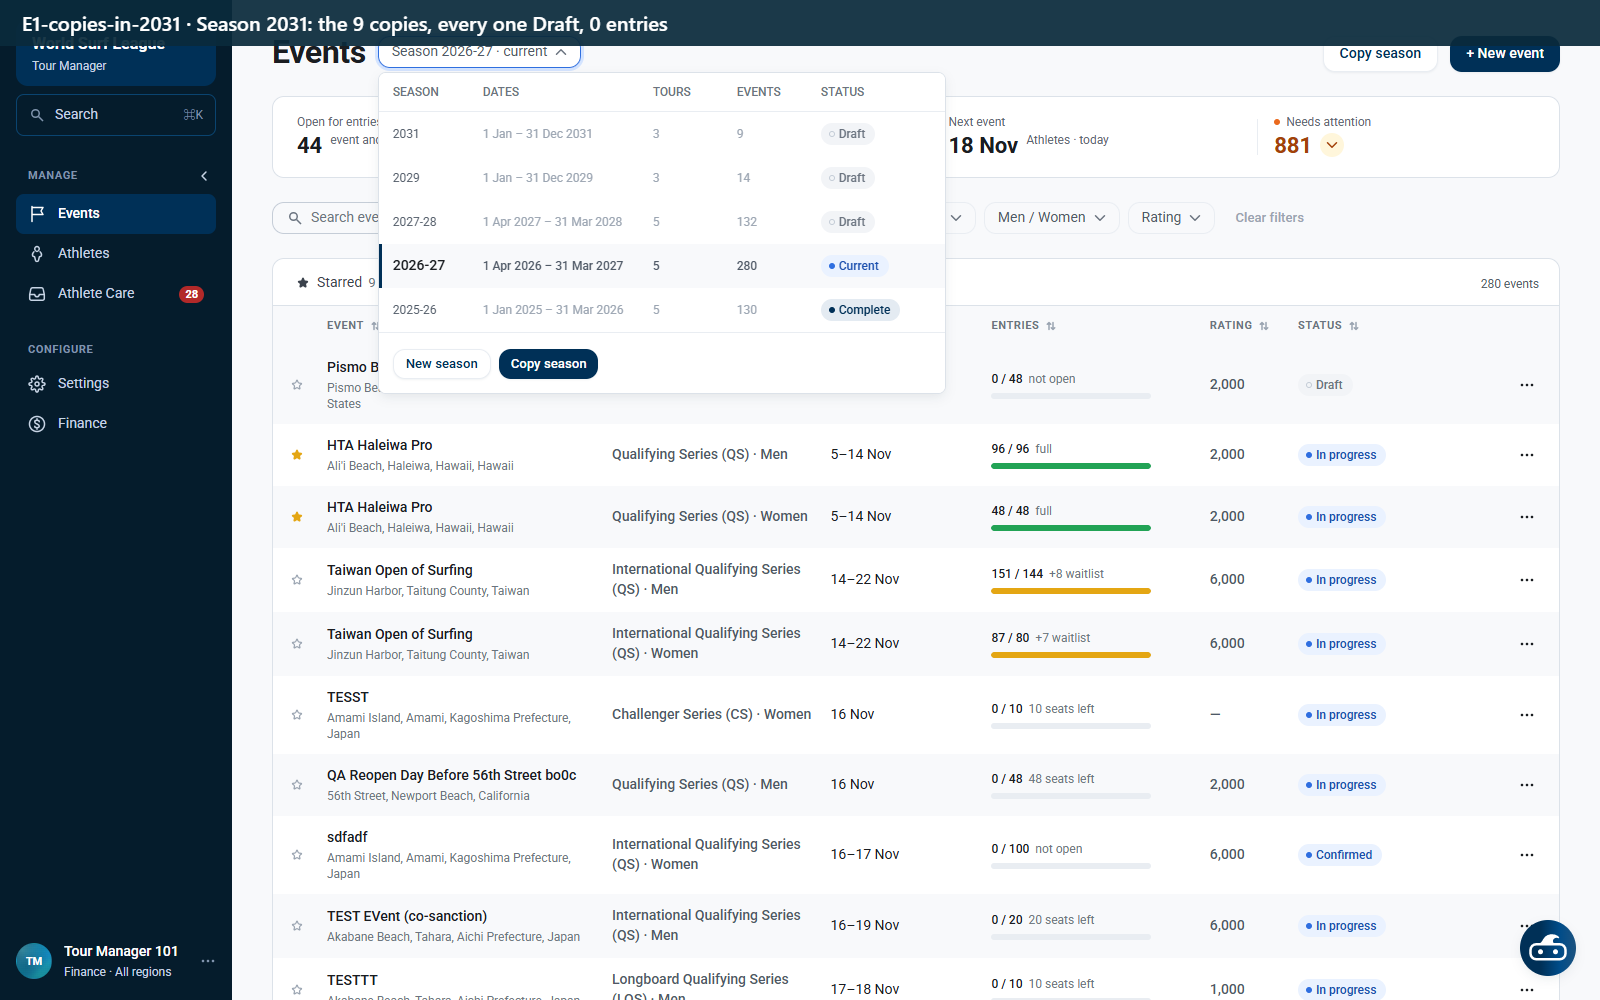 E1-copies-in-2031 · Season 2031: the 9 copies, every one Draft, 0 entries
World Surf League
Tour Manager
Search ⌘K
MANAGE
Events
Athletes
Athlete Care 28
CONFIGURE
Settings
Finance
TM
Tour Manager 101
Finance · All regions
Events
Season 2026-27 · current
Copy season
+ New event
SEASON DATES TOURS EVENTS STATUS
2031 1 Jan – 31 Dec 2031 3 9 Draft
2029 1 Jan – 31 Dec 2029 3 14 Draft
2027-28 1 Apr 2027 – 31 Mar 2028 5 132 Draft
2026-27 1 Apr 2026 – 31 Mar 2027 5 280 Current
2025-26 1 Jan 2025 – 31 Mar 2026 5 130 Complete
New season Copy season
Open for entries
44 event and
Next event
18 Nov Athletes · today
Needs attention
881
Search eve
Men / Women
Rating
Clear filters
Starred 9
280 events
EVENT ENTRIES RATING STATUS
Pismo B
Pismo Be
States
0 / 48 not open
2,000
Draft
HTA Haleiwa Pro
Ali'i Beach, Haleiwa, Hawaii, Hawaii
Qualifying Series (QS) · Men
5–14 Nov
96 / 96 full
2,000
In progress
HTA Haleiwa Pro
Ali'i Beach, Haleiwa, Hawaii, Hawaii
Qualifying Series (QS) · Women
5–14 Nov
48 / 48 full
2,000
In progress
Taiwan Open of Surfing
Jinzun Harbor, Taitung County, Taiwan
International Qualifying Series
(QS) · Men
14–22 Nov
151 / 144 +8 waitlist
6,000
In progress
Taiwan Open of Surfing
Jinzun Harbor, Taitung County, Taiwan
International Qualifying Series
(QS) · Women
14–22 Nov
87 / 80 +7 waitlist
6,000
In progress
TESST
Amami Island, Amami, Kagoshima Prefecture,
Japan
Challenger Series (CS) · Women
16 Nov
0 / 10 10 seats left
–
In progress
QA Reopen Day Before 56th Street bo0c
56th Street, Newport Beach, California
Qualifying Series (QS) · Men
16 Nov
0 / 48 48 seats left
2,000
In progress
sdfadf
Amami Island, Amami, Kagoshima Prefecture,
Japan
International Qualifying Series
(QS) · Women
16–17 Nov
0 / 100 not open
6,000
Confirmed
TEST EVent (co-sanction)
Akabane Beach, Tahara, Aichi Prefecture, Japan
International Qualifying Series
(QS) · Men
16–19 Nov
0 / 20 20 seats left
6,000
In progress
TESTTT
Akabane Beach, Tahara, Aichi Prefecture, Japan
Longboard Qualifying Series
(LQS) · Men
17–18 Nov
0 / 10 10 seats left
1,000
In progress